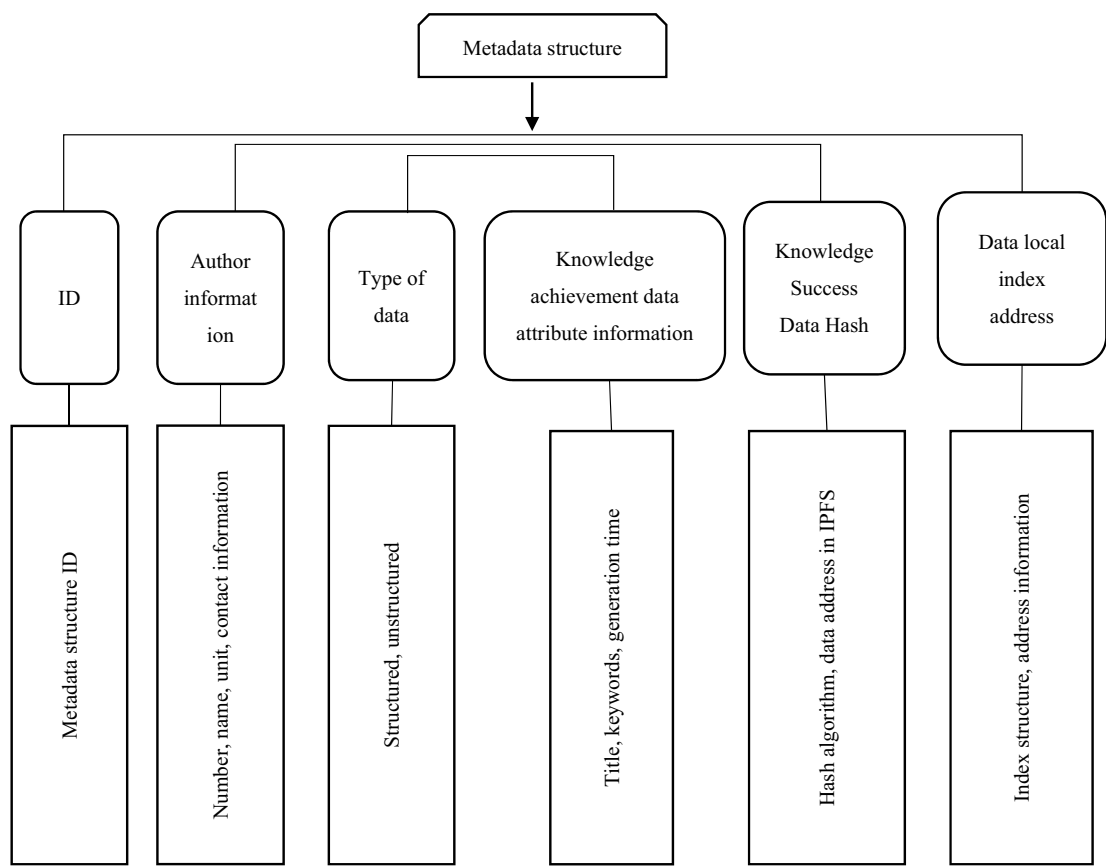 Metadata structure
ID
Author
informat
ion
Type of
data
Knowledge
achievement data
attribute information
Knowledge
Success
Data Hash
Data local
index
address
Metadata structure ID
Number, name, unit, contact information
Structured, unstructured
Title, keywords, generation time
Hash algorithm, data address in IPFS
Index structure, address information